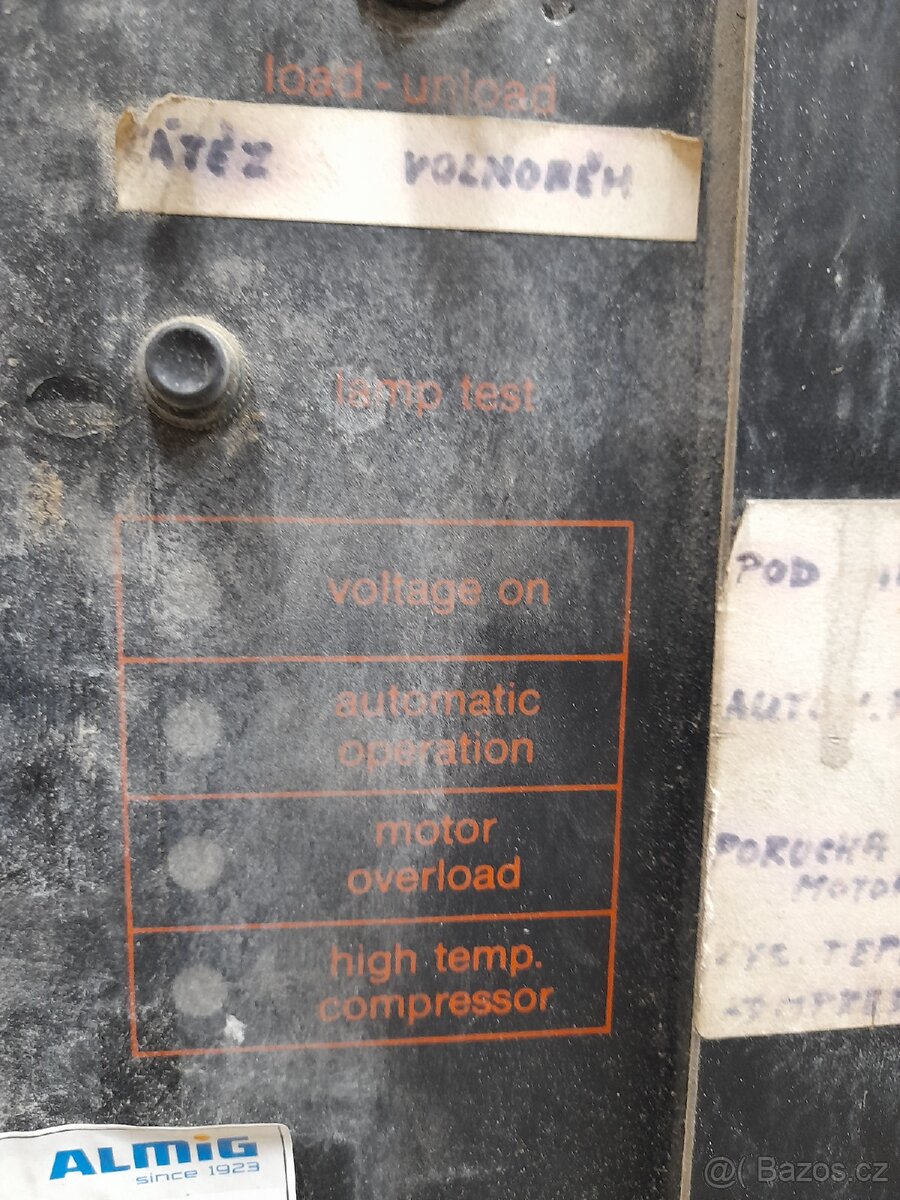 load - unload
ÁTĚZ VOLNOBĚH
lamp test
voltage on
automatic
operation
motor
overload
high temp.
compressor
POD
PORUCHA
MOTOR
ALMiG
since 1923
@( Bazos.cz